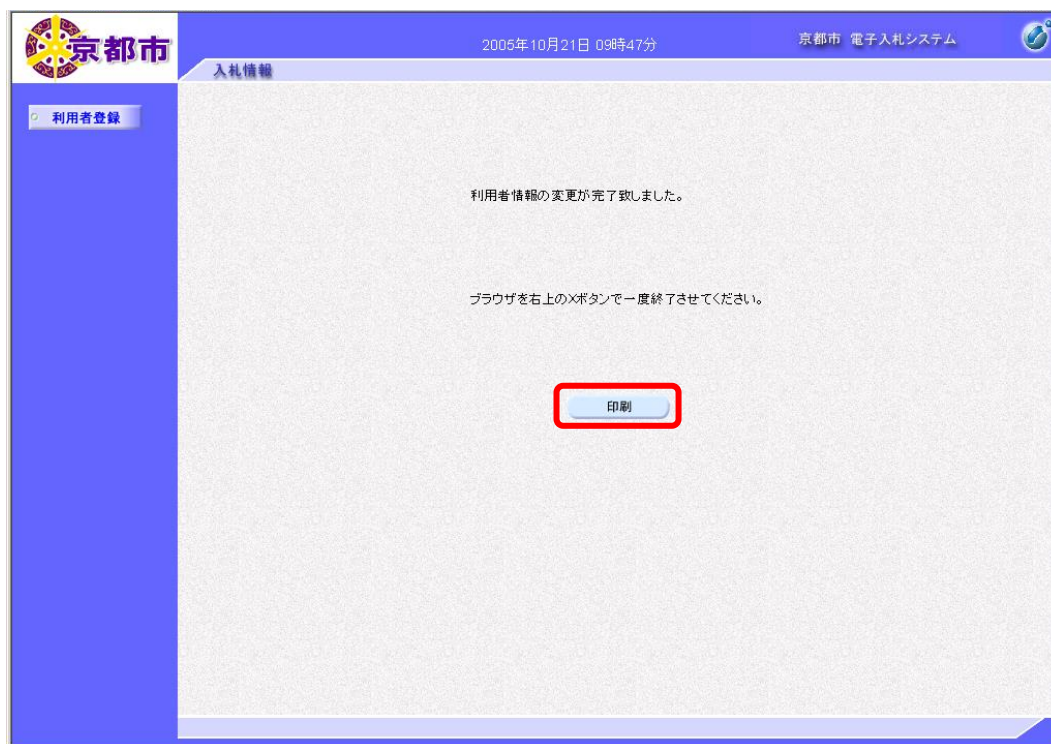 京都市
2005年10月21日 09時47分
京都市 電子入札システム
入札情報
利用者登録
利用者情報の変更が完了致しました。
ブラウザを右上の×ボタンで一度終了させてください。
印刷